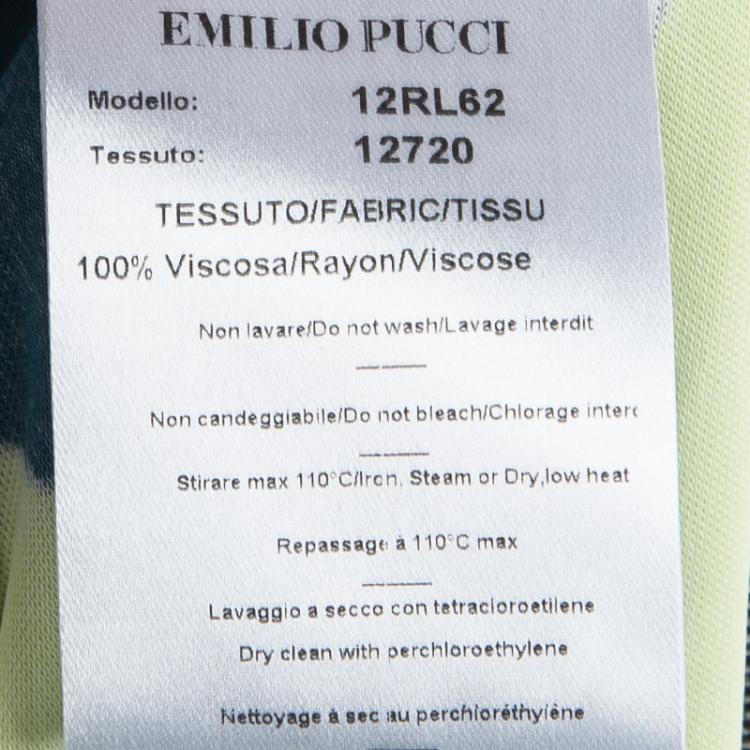 EMILIO PUCCI
Modello: 12RL62
Tessuto: 12720
TESSUTO/FABRIC/TISSU
100% Viscosa/Rayon/Viscose
Non lavare/Do not wash/Lavage interdit
Non candeggiabile/Do not bleach/Chlorage inter
Stirare max 110°C/Iron, Steam or Dry,low heat
Repassage à 110°C max
Lavaggio a secco con tetracloroetilene
Dry clean with perchloroethylene
Nettoyage à sec au perchloréthylène